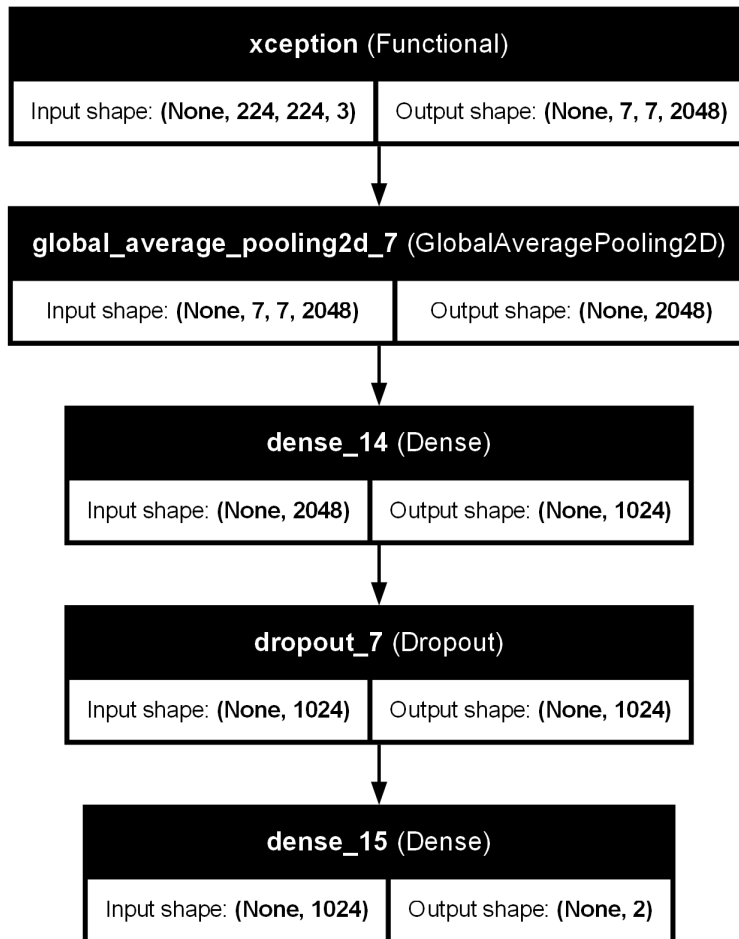 xception (Functional)
Input shape: (None, 224, 224, 3) Output shape: (None, 7, 7, 2048)
global_average_pooling2d_7 (GlobalAveragePooling2D)
Input shape: (None, 7, 7, 2048) Output shape: (None, 2048)
dense_14 (Dense)
Input shape: (None, 2048) Output shape: (None, 1024)
dropout_7 (Dropout)
Input shape: (None, 1024) Output shape: (None, 1024)
dense_15 (Dense)
Input shape: (None, 1024) Output shape: (None, 2)